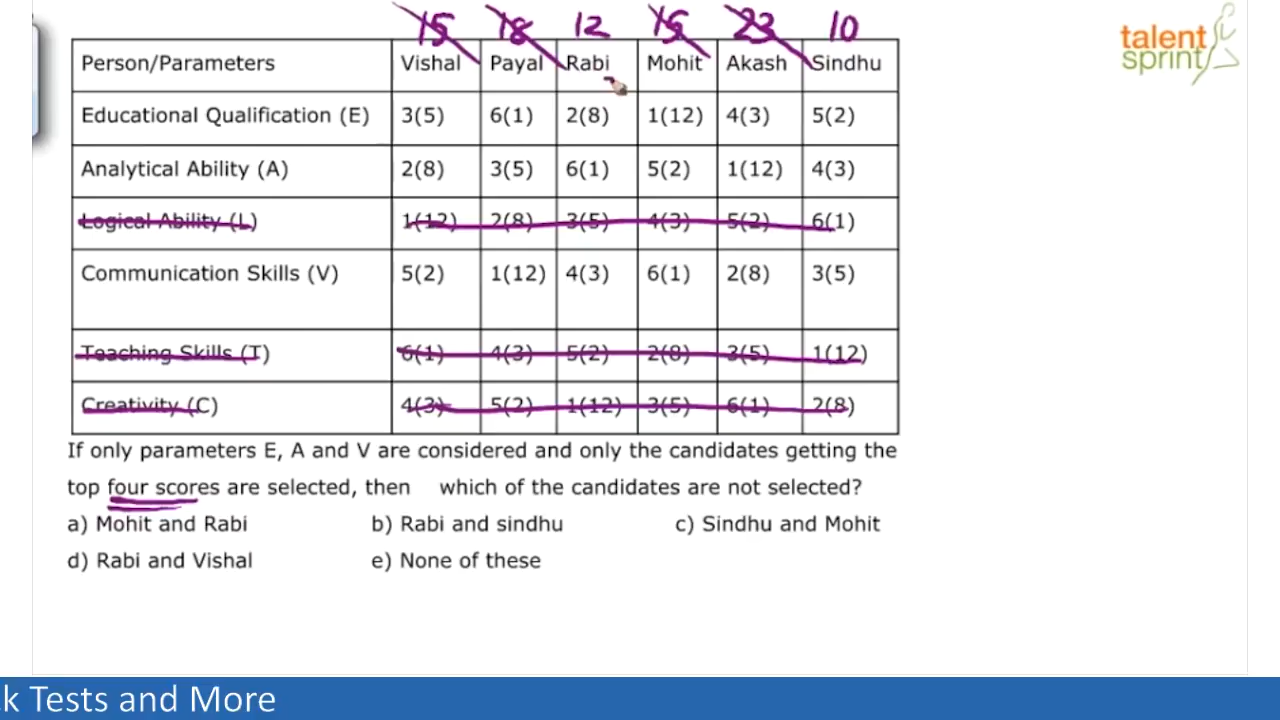 15 18 12 15 23 10
talent
sprint
Person/Parameters Vishal Payal Rabi Mohit Akash Sindhu
Educational Qualification (E) 3(5) 6(1) 2(8) 1(12) 4(3) 5(2)
Analytical Ability (A) 2(8) 3(5) 6(1) 5(2) 1(12) 4(3)
Logical Ability (L) 1(12) 2(8) 3(5) 4(3) 5(2) 6(1)
Communication Skills (V) 5(2) 1(12) 4(3) 6(1) 2(8) 3(5)
Teaching Skills (T) 6(1) 4(3) 5(2) 2(8) 3(5) 1(12)
Creativity (C) 4(3) 5(2) 1(12) 3(5) 6(1) 2(8)
If only parameters E, A and V are considered and only the candidates getting the
top four scores are selected, then which of the candidates are not selected?
a) Mohit and Rabi b) Rabi and sindhu c) Sindhu and Mohit
d) Rabi and Vishal e) None of these
k Tests and More